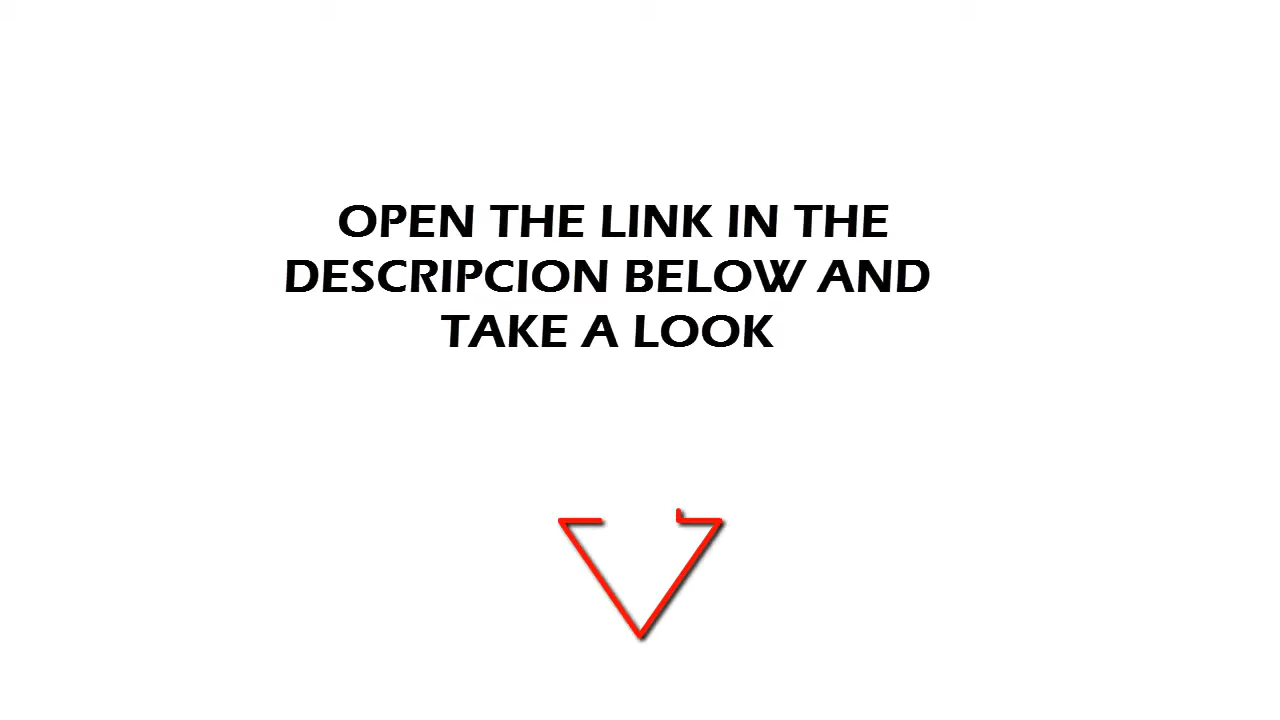 OPEN THE LINK IN THE
DESCRIPCION BELOW AND
TAKE A LOOK